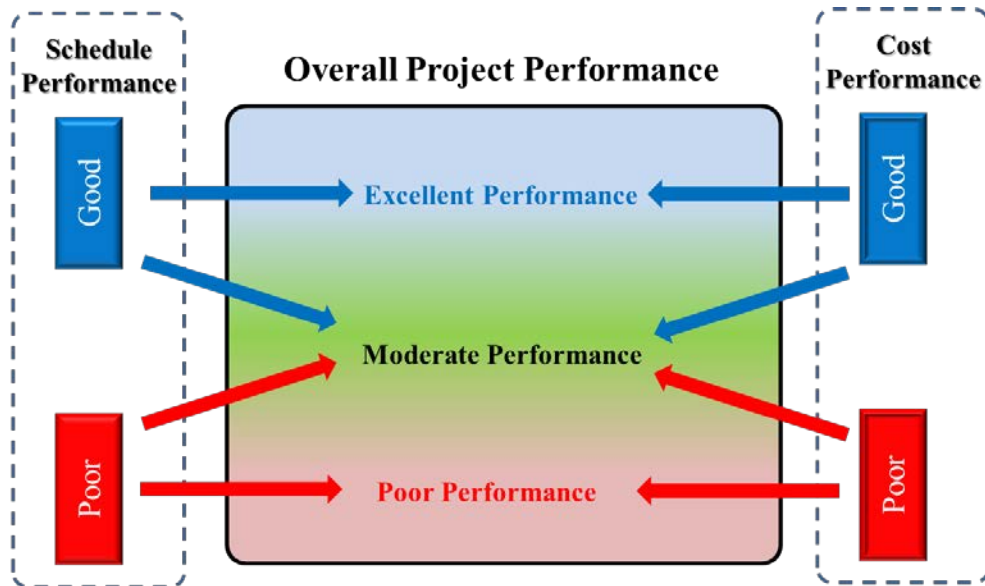 Schedule
Performance
Overall Project Performance
Cost
Performance
Good
Excellent Performance
Good
Moderate Performance
Poor
Poor Performance
Poor